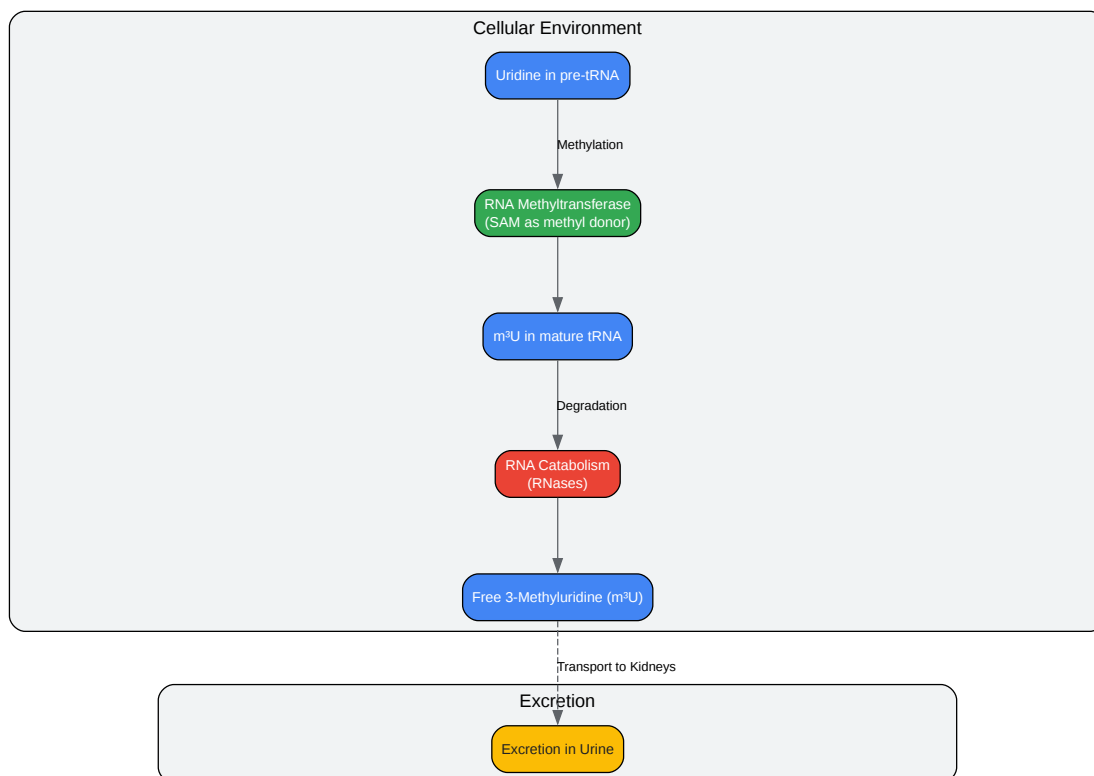 Cellular Environment
Uridine in pre-tRNA
Methylation
RNA Methyltransferase
(SAM as methyl donor)
m³U in mature tRNA
Degradation
RNA Catabolism
(RNases)
Free 3-Methyluridine (m³U)
Transport to Kidneys
Excretion
Excretion in Urine